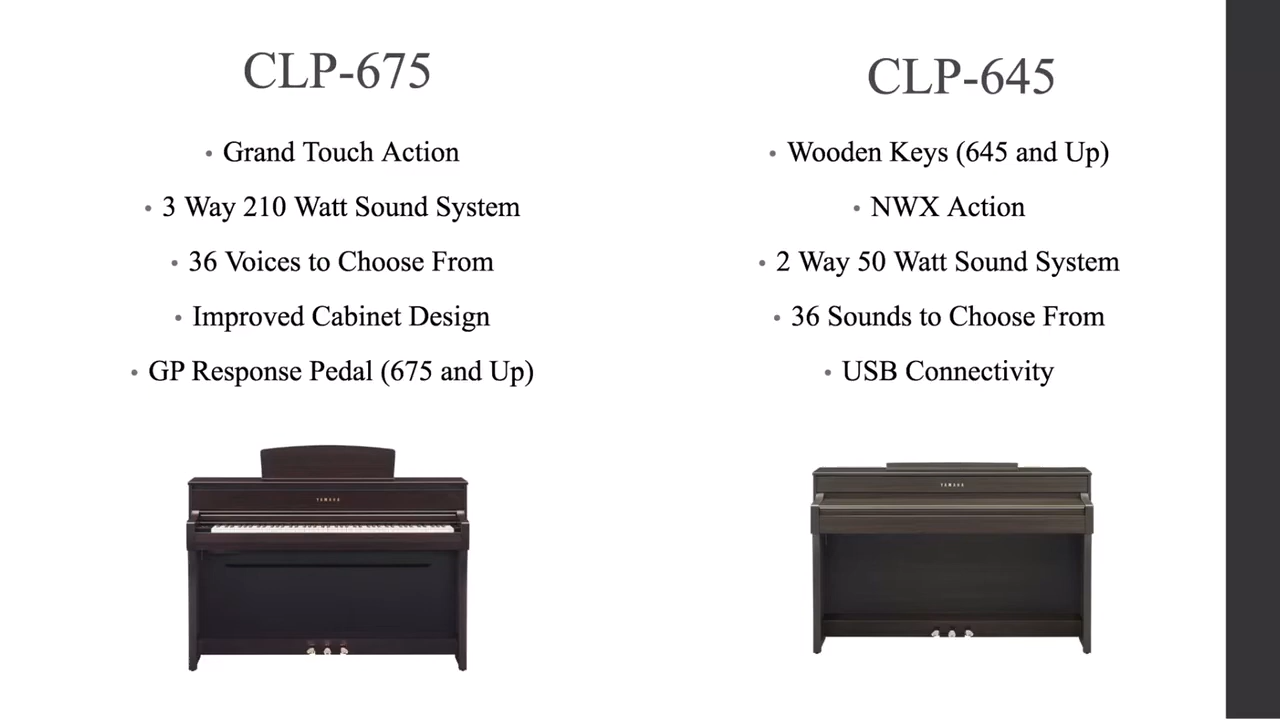 CLP-675
• Grand Touch Action
• 3 Way 210 Watt Sound System
• 36 Voices to Choose From
• Improved Cabinet Design
• GP Response Pedal (675 and Up)
YAMAHA
CLP-645
• Wooden Keys (645 and Up)
• NWX Action
• 2 Way 50 Watt Sound System
• 36 Sounds to Choose From
• USB Connectivity
YAMAHA